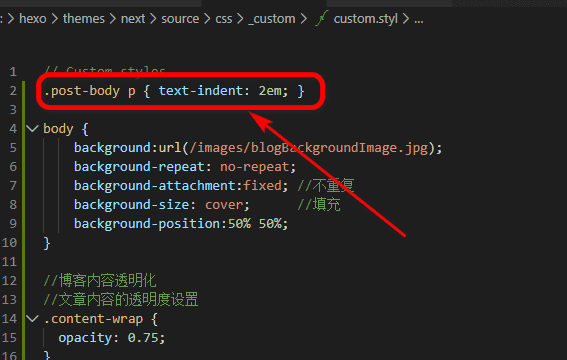 : > hexo > themes > next > source > css > _custom > custom.styl > ...
1 // Custom styles
2 .post-body p { text-indent: 2em; }
3
4 body {
5 background:url(/images/blogBackgroundImage.jpg);
6 background-repeat: no-repeat;
7 background-attachment:fixed; //不重复
8 background-size: cover; //填充
9 background-position:50% 50%;
10 }
11
12 //博客内容透明化
13 //文章内容的透明度设置
14 .content-wrap {
15 opacity: 0.75;
16 }